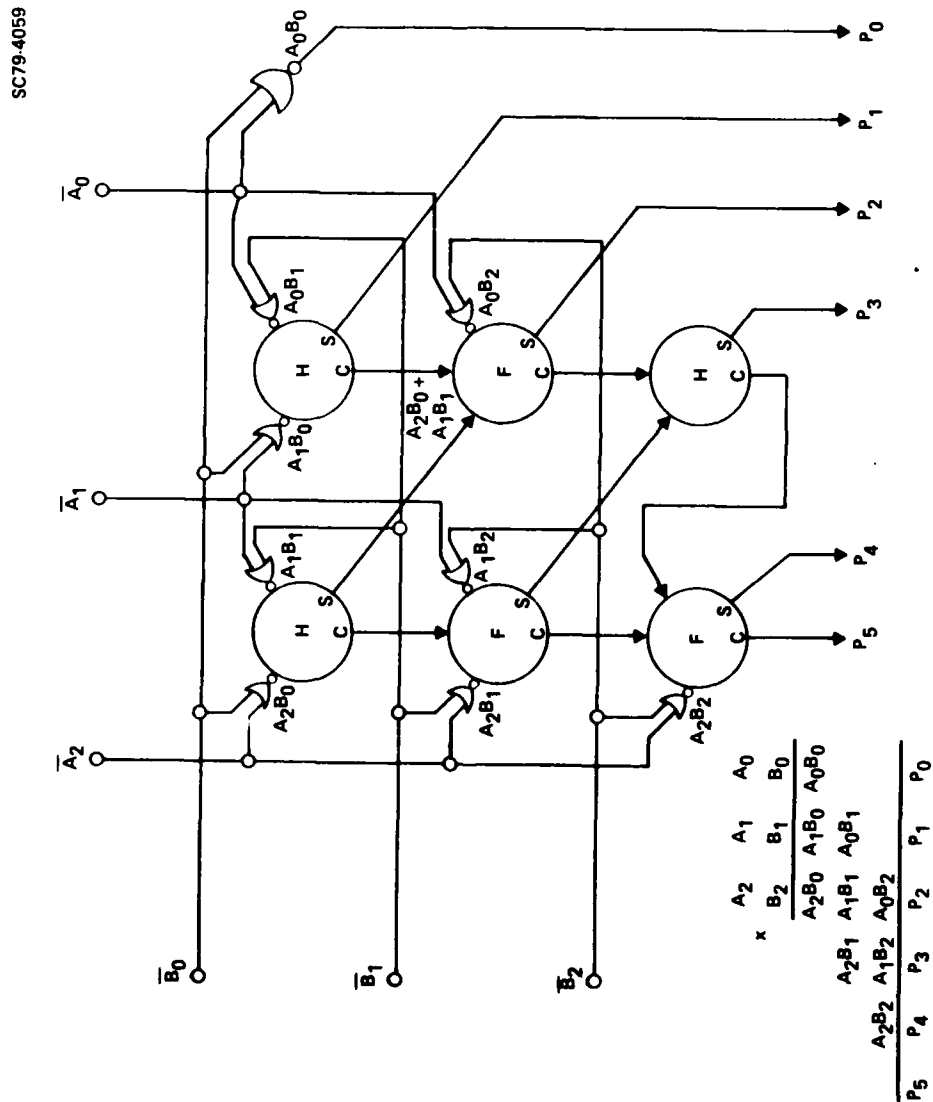 SC79-4059
A̅₀
A̅₁
A̅₂
B̅₀
B̅₁
B̅₂
A₀B₀
A₀B₁
A₁B₀
H
S
C
A₁B₁
A₂B₀
H
S
C
A₀B₂
A₂B₀ +
A₁B₁
F
S
C
A₁B₂
A₂B₁
F
S
C
H
S
C
A₂B₂
F
S
C
P₀
P₁
P₂
P₃
P₄
P₅
A₂ A₁ A₀
x B₂ B₁ B₀
A₂B₀ A₁B₀ A₀B₀
A₂B₁ A₁B₁ A₀B₁
A₂B₂ A₁B₂ A₀B₂
P₅ P₄ P₃ P₂ P₁ P₀